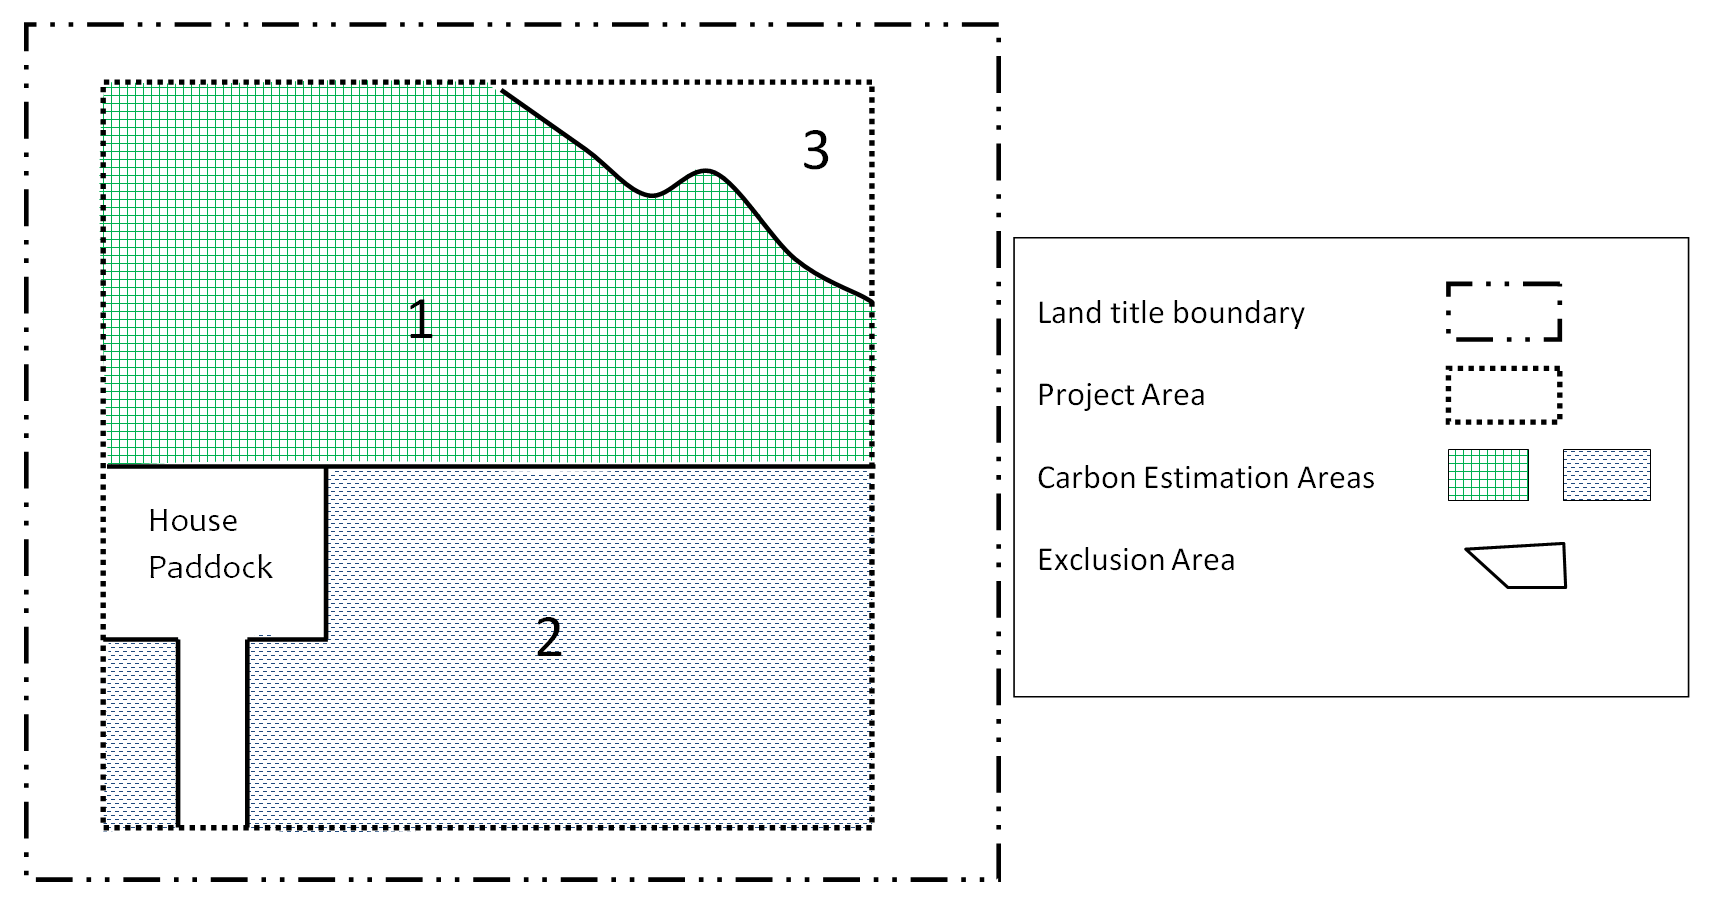 3
1
House
Paddock
2
Land title boundary
Project Area
Carbon Estimation Areas
Exclusion Area